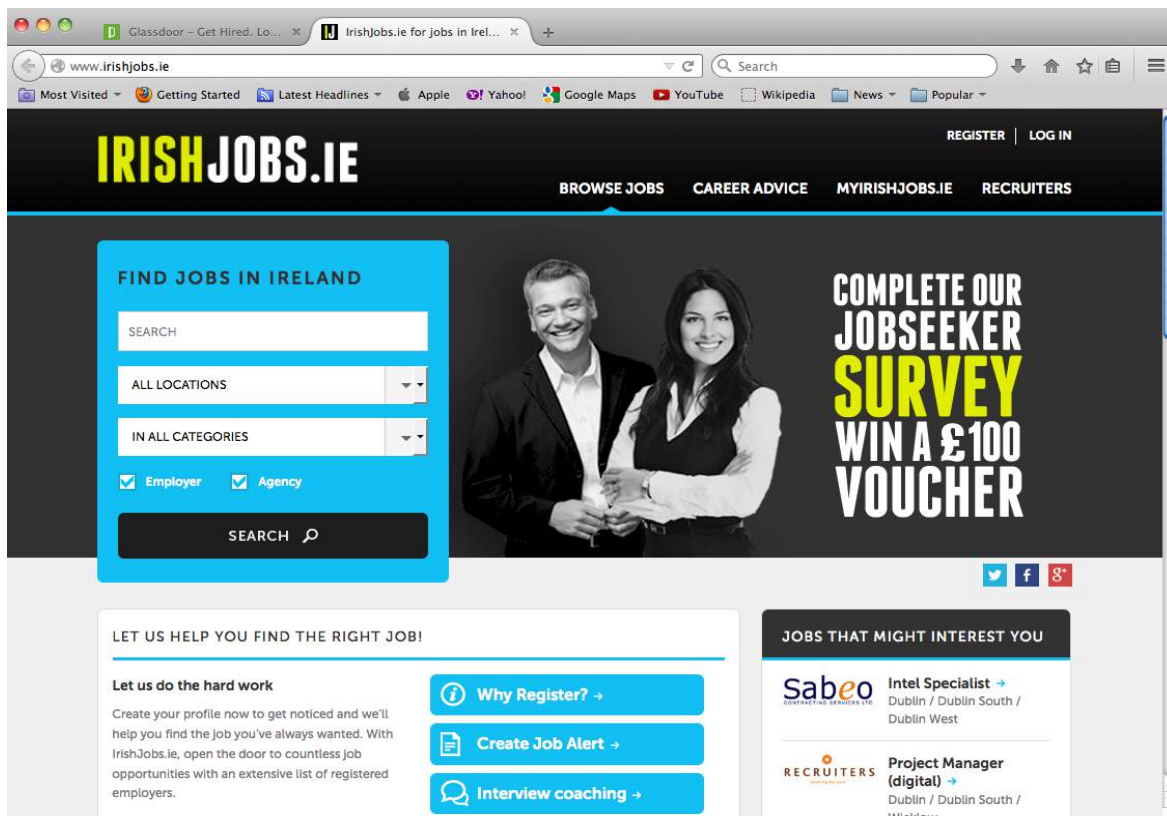 Glassdoor – Get Hired. Lo...
IrishJobs.ie for jobs in Irel...
www.irishjobs.ie
Search
Most Visited
Getting Started
Latest Headlines
Apple
Yahoo!
Google Maps
YouTube
Wikipedia
News
Popular
IRISHJOBS.IE
REGISTER | LOG IN
BROWSE JOBS CAREER ADVICE MYIRISHJOBS.IE RECRUITERS
FIND JOBS IN IRELAND
SEARCH
ALL LOCATIONS
IN ALL CATEGORIES
Employer Agency
SEARCH
COMPLETE OUR
JOBSEEKER
SURVEY
WIN A £100
VOUCHER
LET US HELP YOU FIND THE RIGHT JOB!
Let us do the hard work
Create your profile now to get noticed and we'll
help you find the job you've always wanted. With
IrishJobs.ie, open the door to countless job
opportunities with an extensive list of registered
employers.
Why Register? →
Create Job Alert →
Interview coaching →
JOBS THAT MIGHT INTEREST YOU
Sabeo
CONTRACTING SERVICES LTD
Intel Specialist →
Dublin / Dublin South /
Dublin West
RECRUITERS
Project Manager
(digital) →
Dublin / Dublin South /